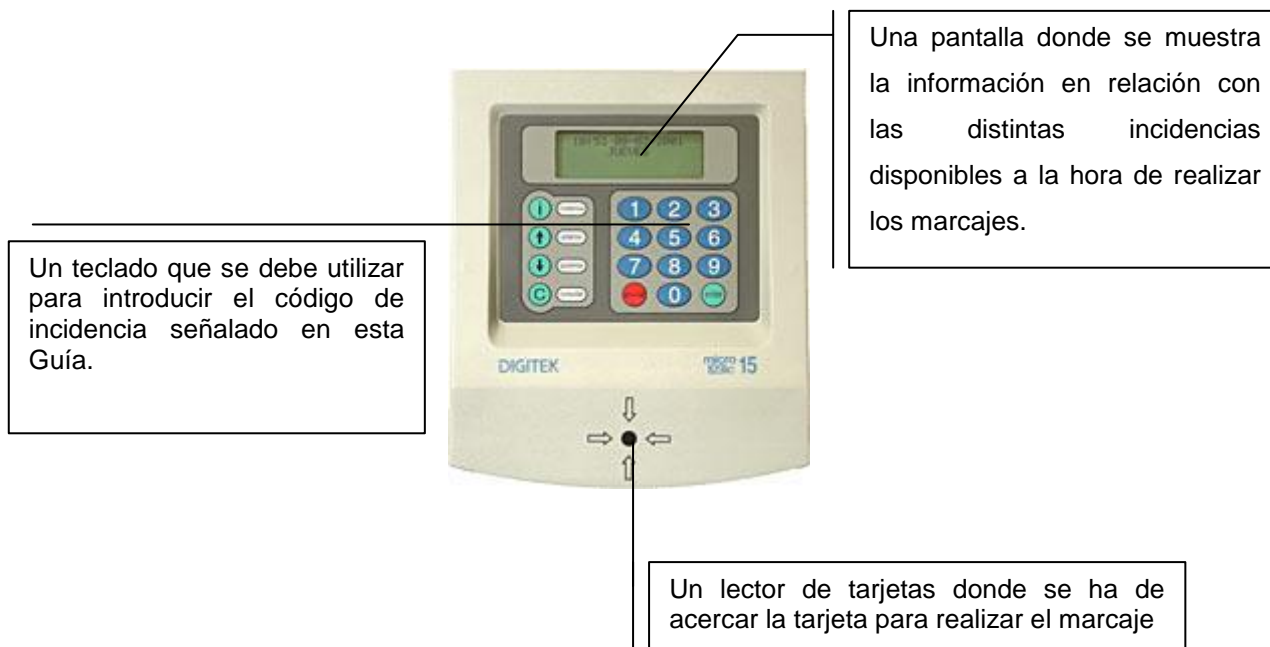 Una pantalla donde se muestra
la información en relación con
las distintas incidencias
disponibles a la hora de realizar
los marcajes.
JUEVES
1 2 3
4 5 6
7 8 9
C 0
Un teclado que se debe utilizar
para introducir el código de
incidencia señalado en esta
Guía.
DIGITEK
micro 15
Un lector de tarjetas donde se ha de
acercar la tarjeta para realizar el marcaje